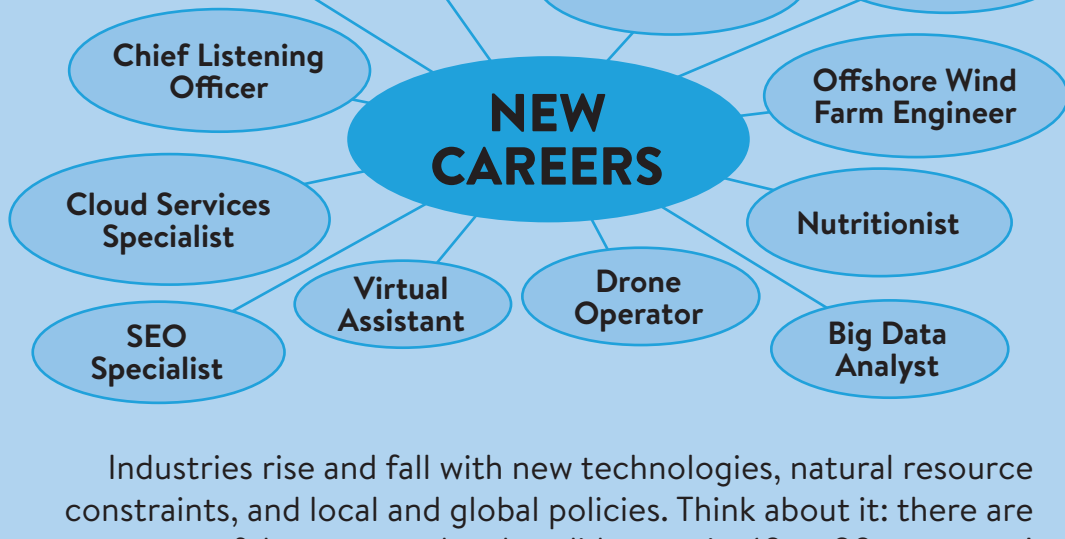 Chief Listening
Officer
NEW
CAREERS
Offshore Wind
Farm Engineer
Cloud Services
Specialist
Nutritionist
Virtual
Assistant
Drone
Operator
SEO
Specialist
Big Data
Analyst
Industries rise and fall with new technologies, natural resource
constraints, and local and global policies. Think about it: there are